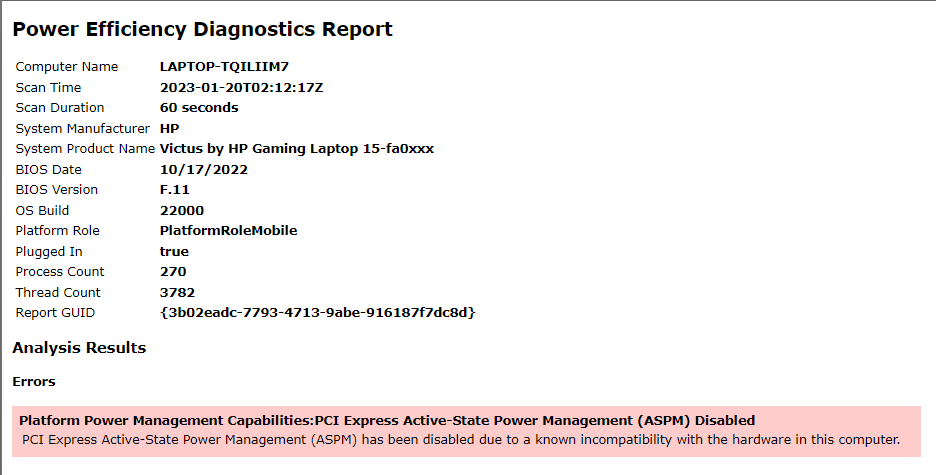 Power Efficiency Diagnostics Report
Computer Name LAPTOP-TQILIIM7
Scan Time 2023-01-20T02:12:17Z
Scan Duration 60 seconds
System Manufacturer HP
System Product Name Victus by HP Gaming Laptop 15-fa0xxx
BIOS Date 10/17/2022
BIOS Version F.11
OS Build 22000
Platform Role PlatformRoleMobile
Plugged In true
Process Count 270
Thread Count 3782
Report GUID {3b02eadc-7793-4713-9abe-916187f7dc8d}
Analysis Results
Errors
Platform Power Management Capabilities:PCI Express Active-State Power Management (ASPM) Disabled
PCI Express Active-State Power Management (ASPM) has been disabled due to a known incompatibility with the hardware in this computer.